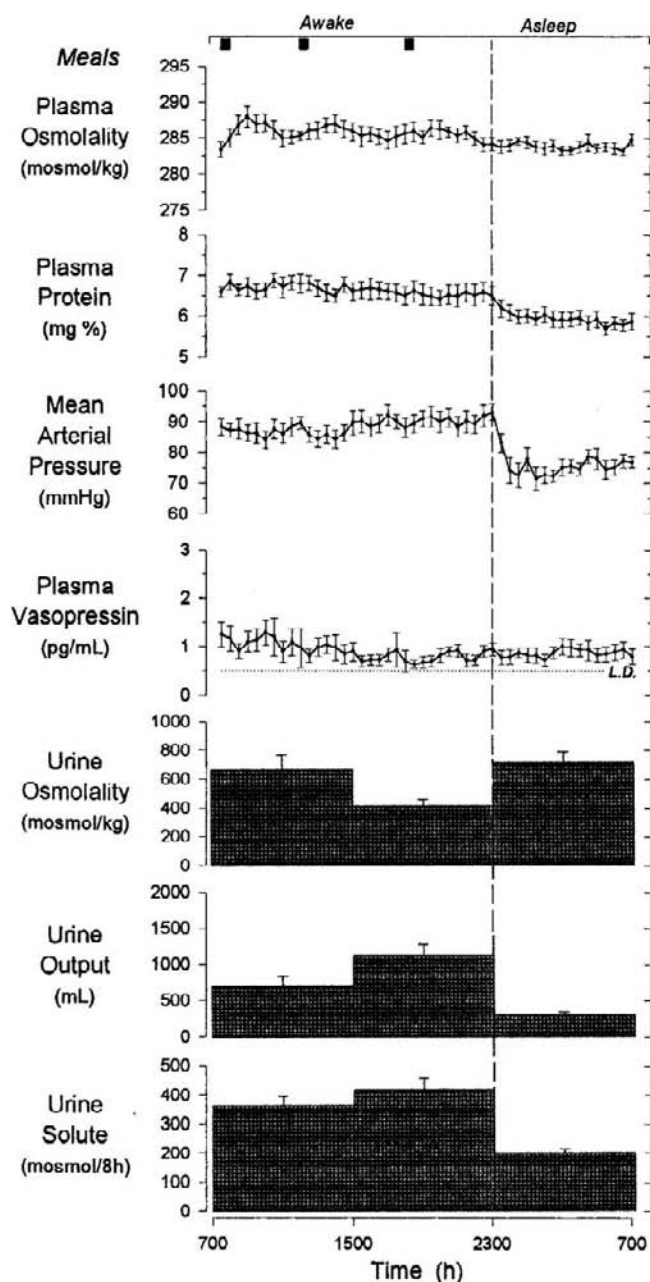 Awake Asleep
Meals
Plasma
Osmolality
(mosmol/kg)
295
290
285
280
275
Plasma
Protein
(mg %)
8
7
6
5
Mean
Arterial
Pressure
(mmHg)
100
90
80
70
60
Plasma
Vasopressin
(pg/mL)
3
2
1
0
L.D.
Urine
Osmolality
(mosmol/kg)
1000
800
600
400
200
0
Urine
Output
(mL)
2000
1500
1000
500
0
Urine
Solute
(mosmol/8h)
500
400
300
200
100
0
700 1500 2300 700
Time (h)